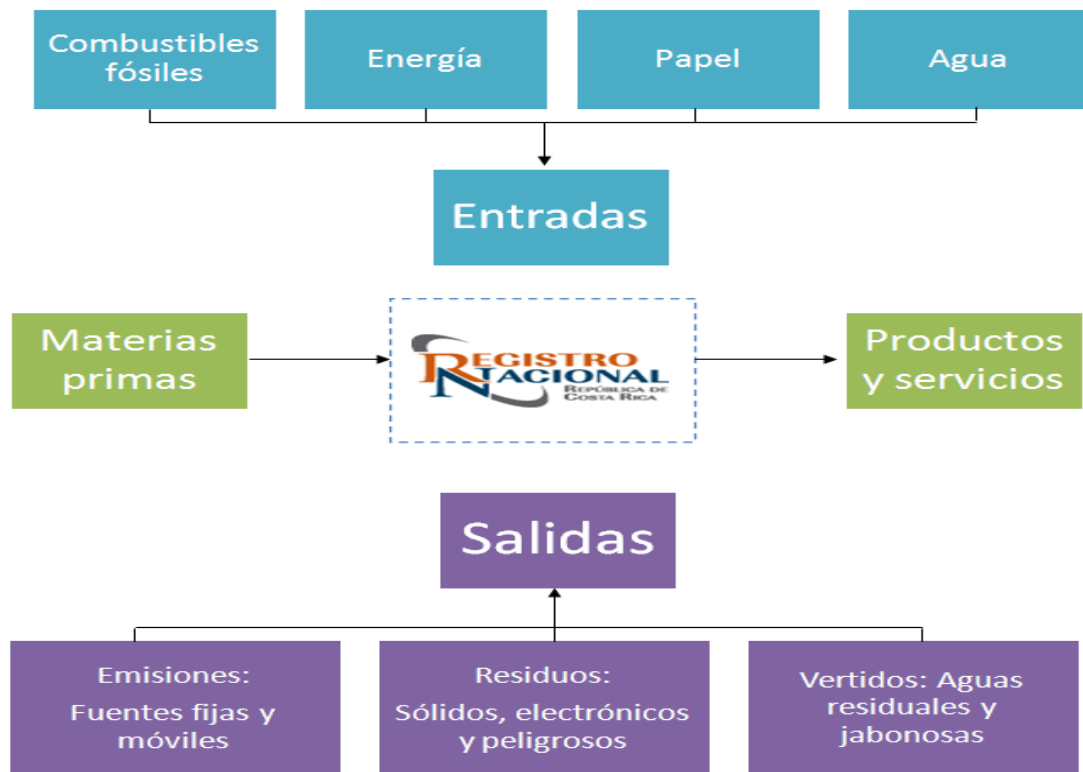 Combustibles
fósiles
Energía
Papel
Agua
Entradas
Materias
primas
REGISTRO
NACIONAL
REPÚBLICA DE
COSTA RICA
Productos
y servicios
Salidas
Emisiones:
Fuentes fijas y
móviles
Residuos:
Sólidos, electrónicos
y peligrosos
Vertidos: Aguas
residuales y
jabonosas